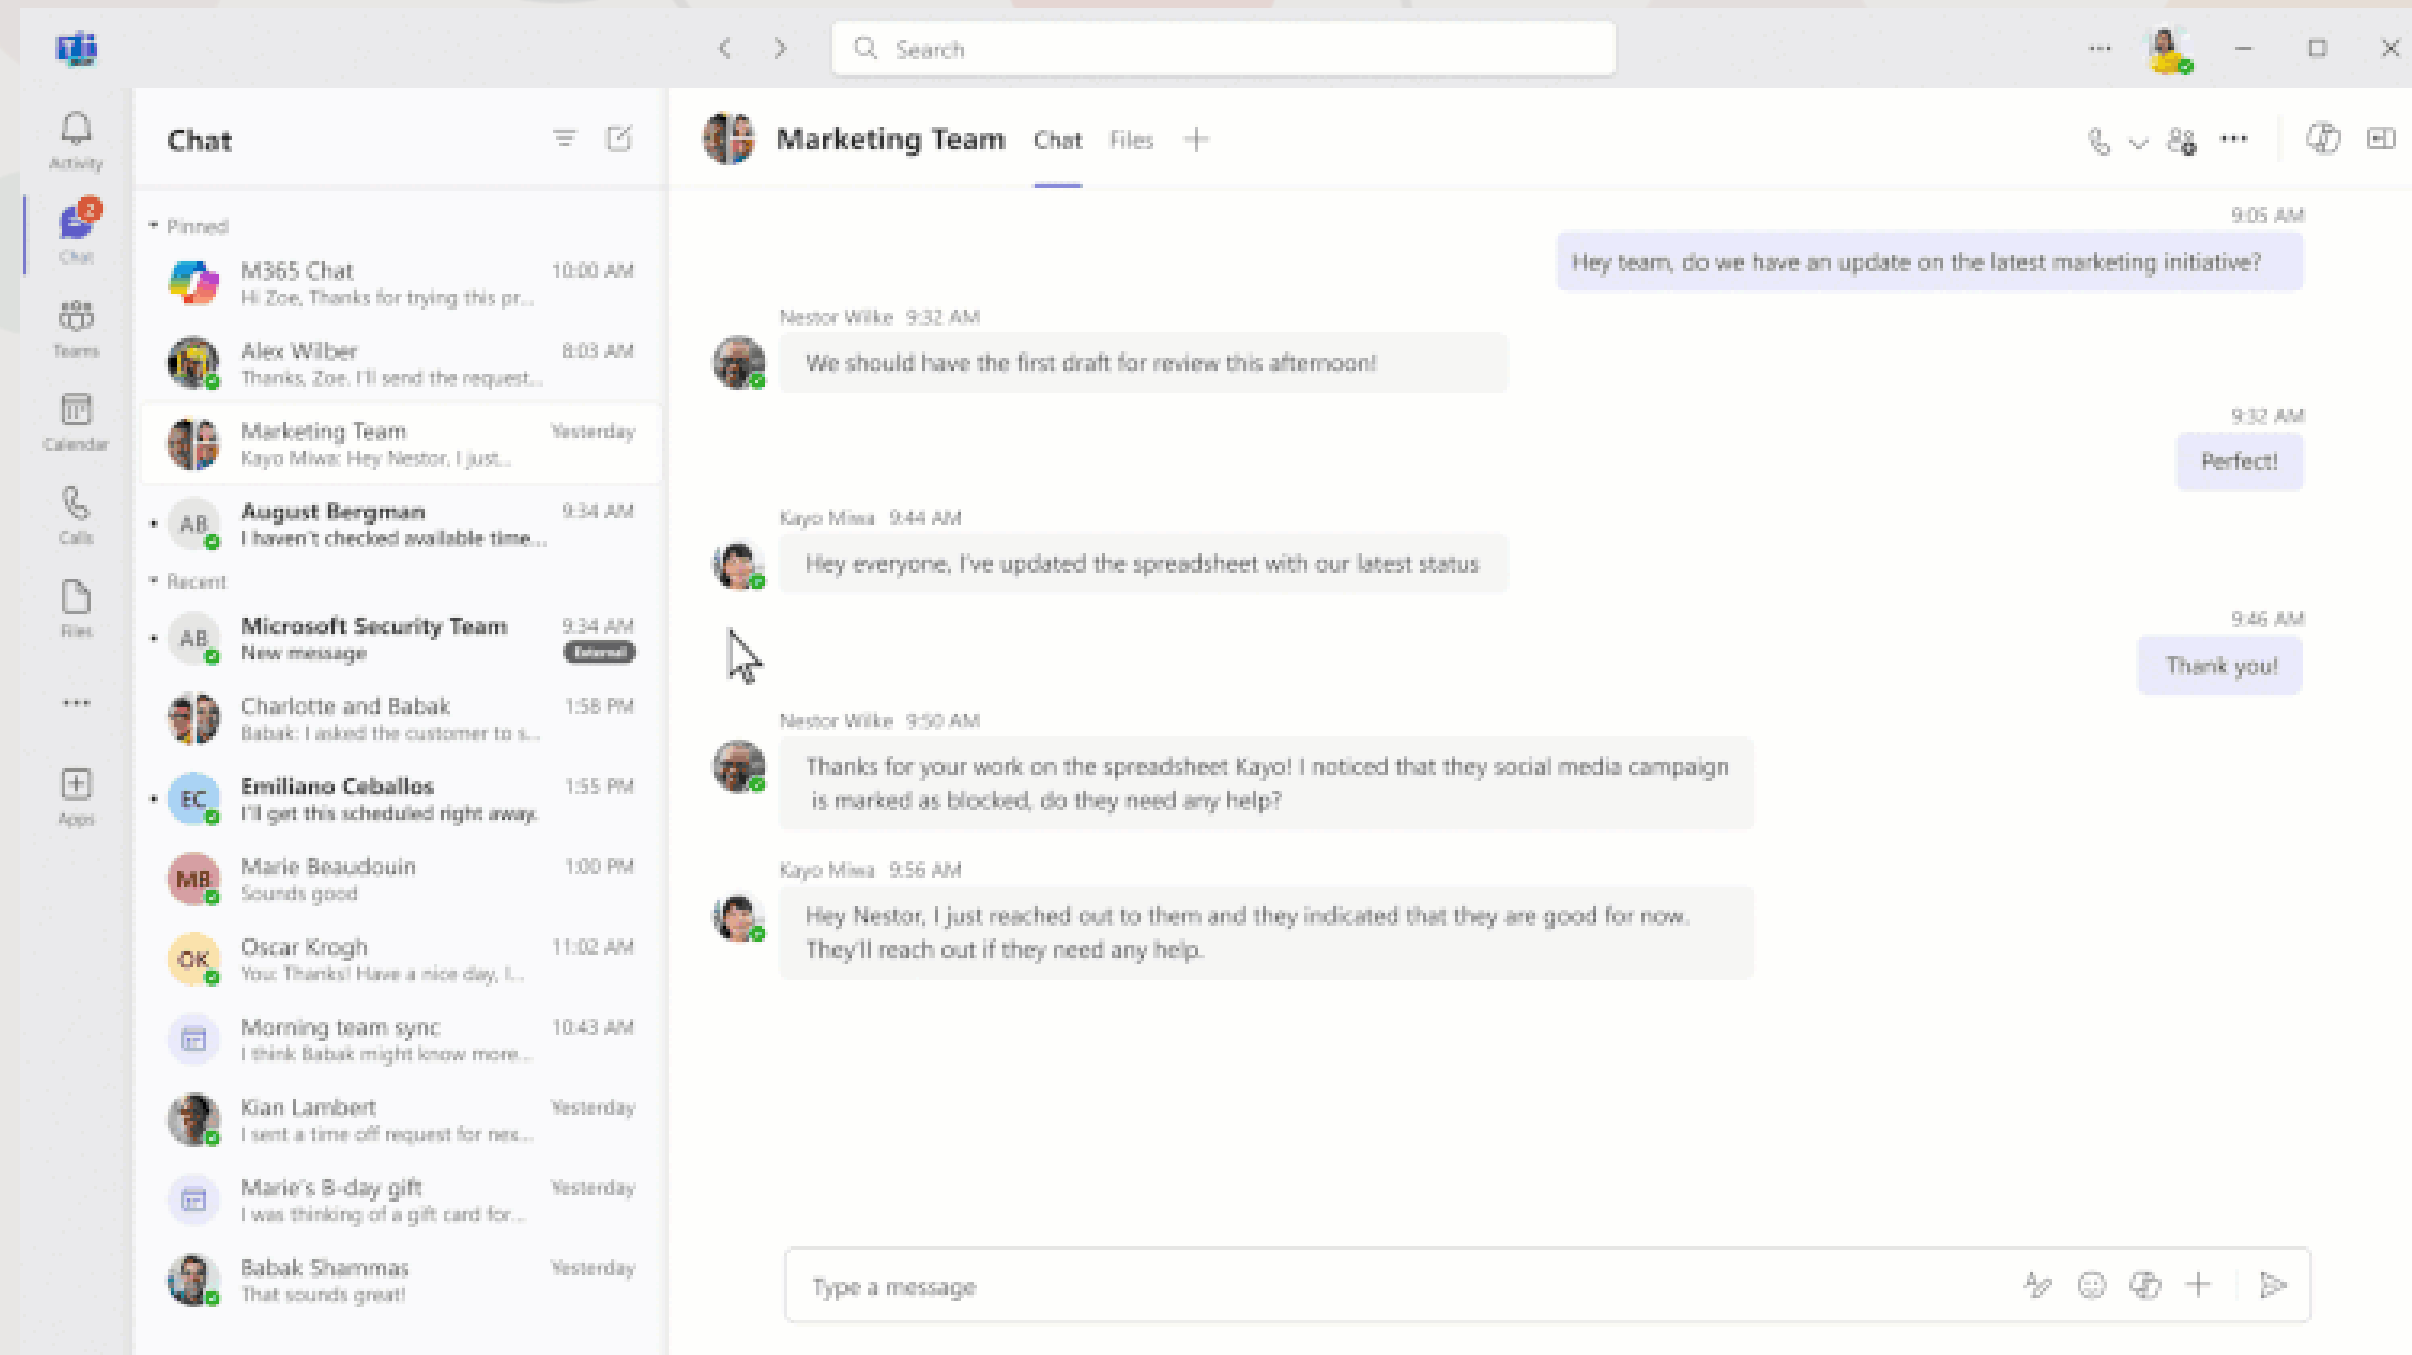 Search
Activity
2
Chat
Teams
Calendar
Calls
Files
Apps
Chat
Pinned
M365 Chat 10:00 AM
Hi Zoe, Thanks for trying this pr...
Alex Wilber 8:03 AM
Thanks, Zoe. I'll send the request...
Marketing Team Yesterday
Kayo Miwa: Hey Nestor, I just...
AB August Bergman 9:34 AM
I haven't checked available time...
Recent
AB Microsoft Security Team 9:34 AM
New message External
Charlotte and Babak 1:58 PM
Babak: I asked the customer to s...
EC Emiliano Ceballos 1:55 PM
I'll get this scheduled right away.
MB Marie Beaudouin 1:00 PM
Sounds good
OK Oscar Krogh 11:02 AM
You: Thanks! Have a nice day, I...
Morning team sync 10:43 AM
I think Babak might know more...
Kian Lambert Yesterday
I sent a time off request for nex...
Marie's B-day gift Yesterday
I was thinking of a gift card for...
Babak Shammas Yesterday
That sounds great!
Marketing Team Chat Files
9:05 AM
Hey team, do we have an update on the latest marketing initiative?
Nestor Wilke 9:32 AM
We should have the first draft for review this afternoon!
9:32 AM
Perfect!
Kayo Miwa 9:44 AM
Hey everyone, I've updated the spreadsheet with our latest status
9:46 AM
Thank you!
Nestor Wilke 9:50 AM
Thanks for your work on the spreadsheet Kayo! I noticed that they social media campaign
is marked as blocked, do they need any help?
Kayo Miwa 9:56 AM
Hey Nestor, I just reached out to them and they indicated that they are good for now.
They'll reach out if they need any help.
Type a message